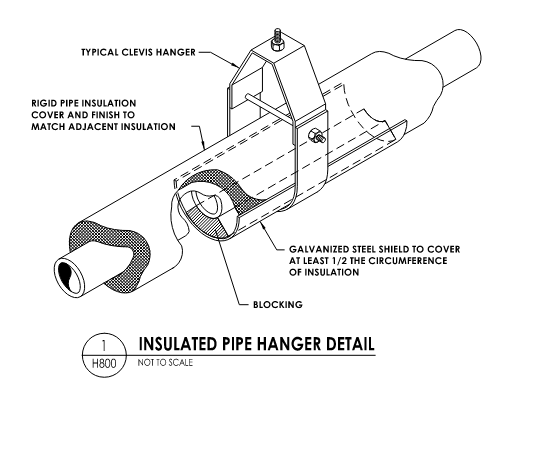 TYPICAL CLEVIS HANGER
RIGID PIPE INSULATION
COVER AND FINISH TO
MATCH ADJACENT INSULATION
GALVANIZED STEEL SHIELD TO COVER
AT LEAST 1/2 THE CIRCUMFERENCE
OF INSULATION
BLOCKING
1
H800
INSULATED PIPE HANGER DETAIL
NOT TO SCALE